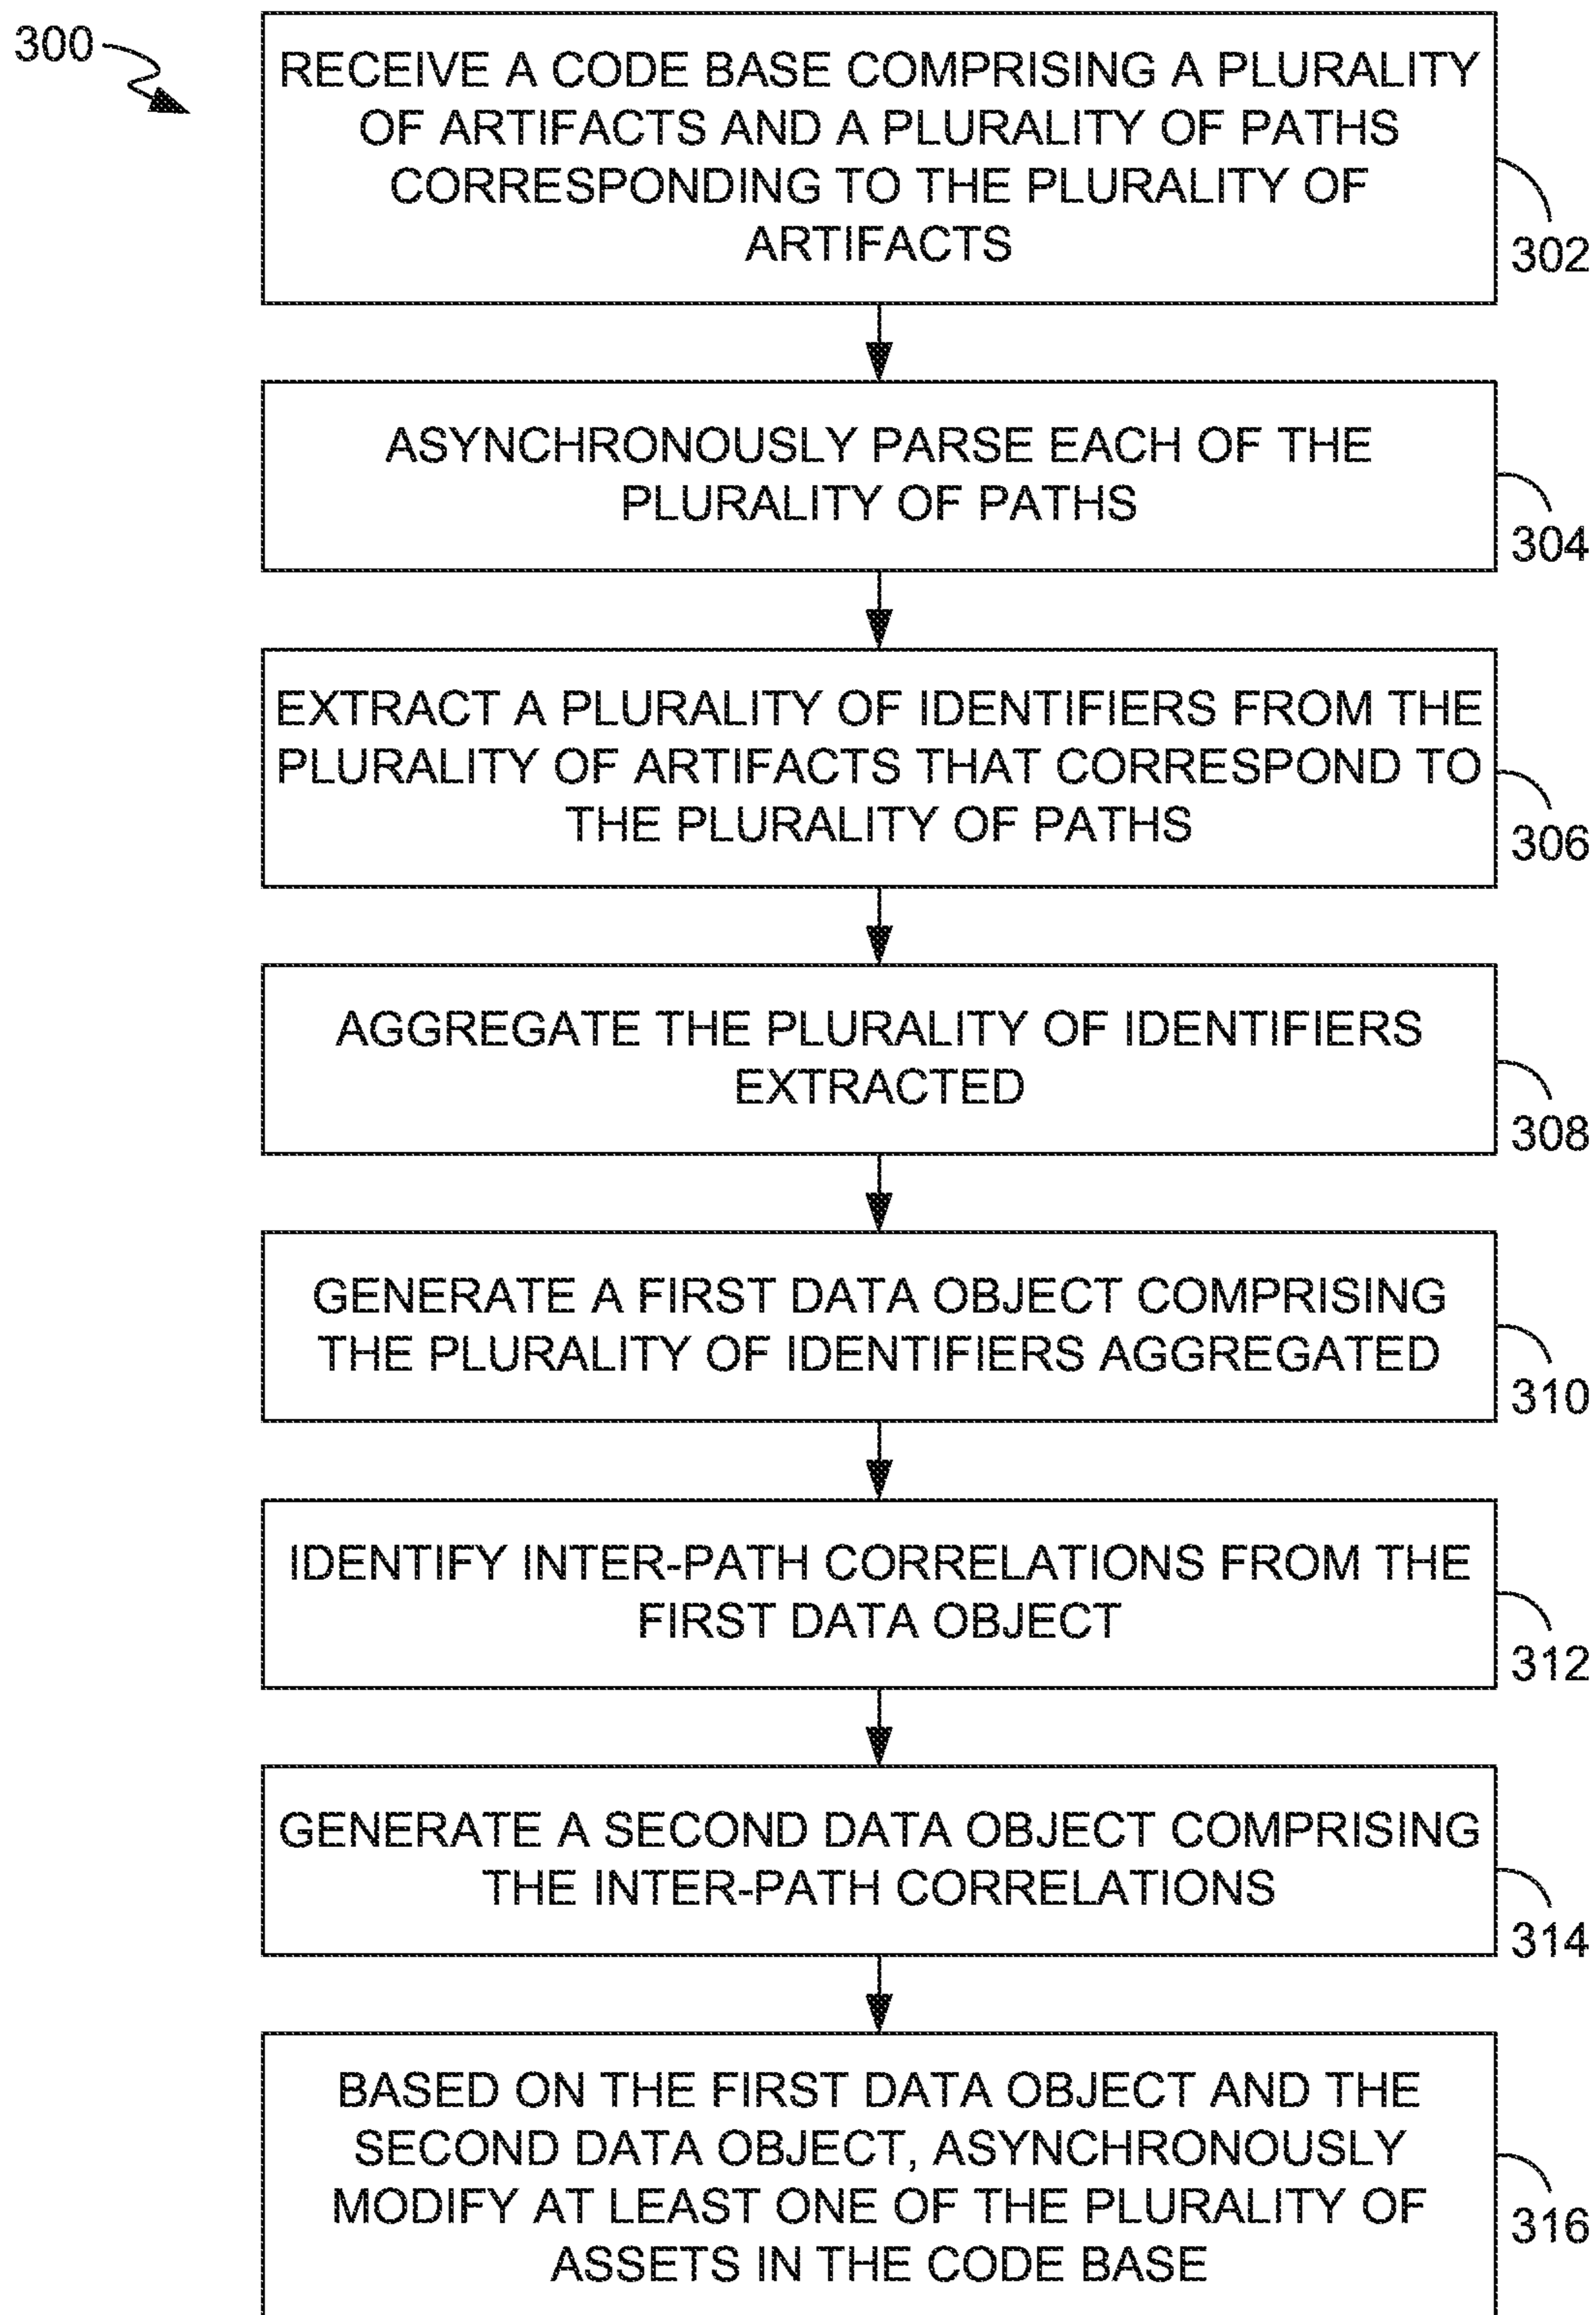 300
RECEIVE A CODE BASE COMPRISING A PLURALITY
OF ARTIFACTS AND A PLURALITY OF PATHS
CORRESPONDING TO THE PLURALITY OF
ARTIFACTS
302
ASYNCHRONOUSLY PARSE EACH OF THE
PLURALITY OF PATHS
304
EXTRACT A PLURALITY OF IDENTIFIERS FROM THE
PLURALITY OF ARTIFACTS THAT CORRESPOND TO
THE PLURALITY OF PATHS
306
AGGREGATE THE PLURALITY OF IDENTIFIERS
EXTRACTED
308
GENERATE A FIRST DATA OBJECT COMPRISING
THE PLURALITY OF IDENTIFIERS AGGREGATED
310
IDENTIFY INTER-PATH CORRELATIONS FROM THE
FIRST DATA OBJECT
312
GENERATE A SECOND DATA OBJECT COMPRISING
THE INTER-PATH CORRELATIONS
314
BASED ON THE FIRST DATA OBJECT AND THE
SECOND DATA OBJECT, ASYNCHRONOUSLY
MODIFY AT LEAST ONE OF THE PLURALITY OF
ASSETS IN THE CODE BASE
316